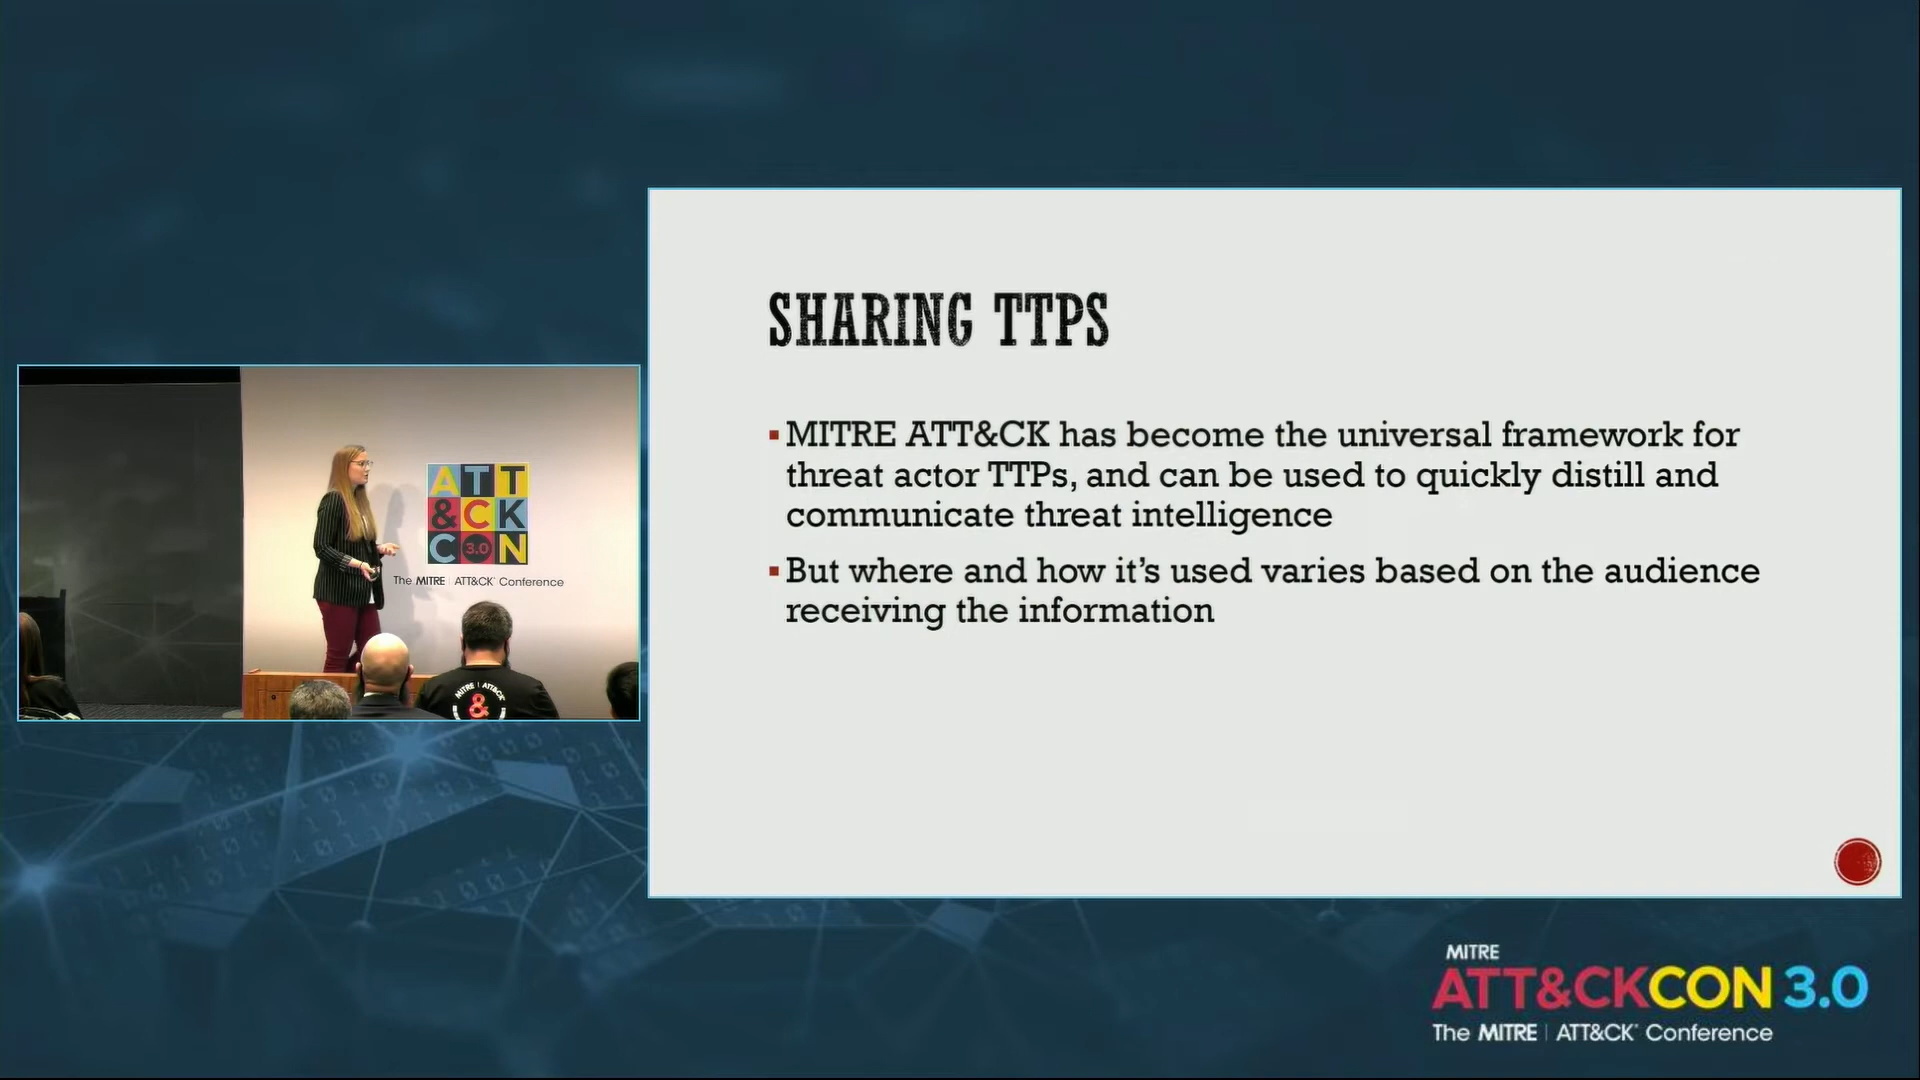 SHARING TTPS
▪MITRE ATT&CK has become the universal framework for
threat actor TTPs, and can be used to quickly distill and
communicate threat intelligence
▪But where and how it's used varies based on the audience
receiving the information
ATT
&CK
C3.0N
The MITRE | ATT&CK® Conference
MITRE | ATT&CK
&
MITRE
ATT&CKCON 3.0
The MITRE | ATT&CK® Conference